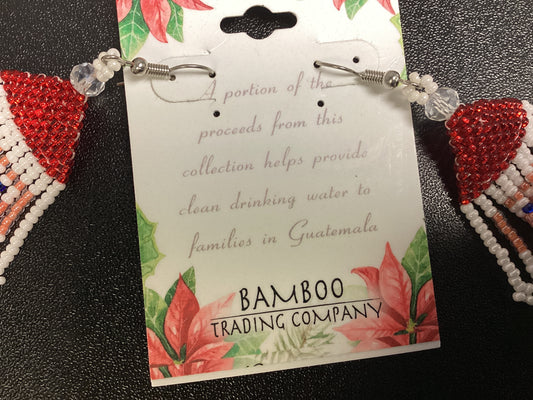 A portion of the
proceeds from this
collection helps provide
clean drinking water to
families in Guatemala
BAMBOO
TRADING COMPANY